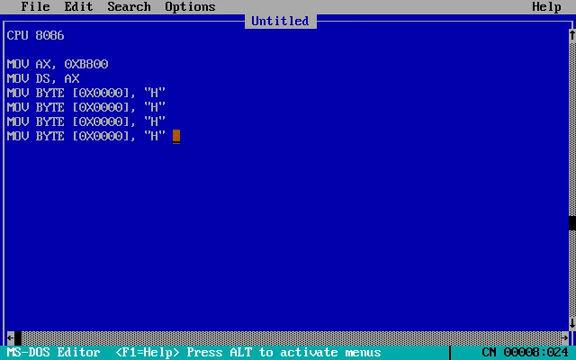 File Edit Search Options Help
Untitled
CPU 8086
MOV AX, 0XB800
MOV DS, AX
MOV BYTE [0X0000], "H"
MOV BYTE [0X0000], "H"
MOV BYTE [0X0000], "H"
MOV BYTE [0X0000], "H"
MS-DOS Editor <F1=Help> Press ALT to activate menus CN 00008:024